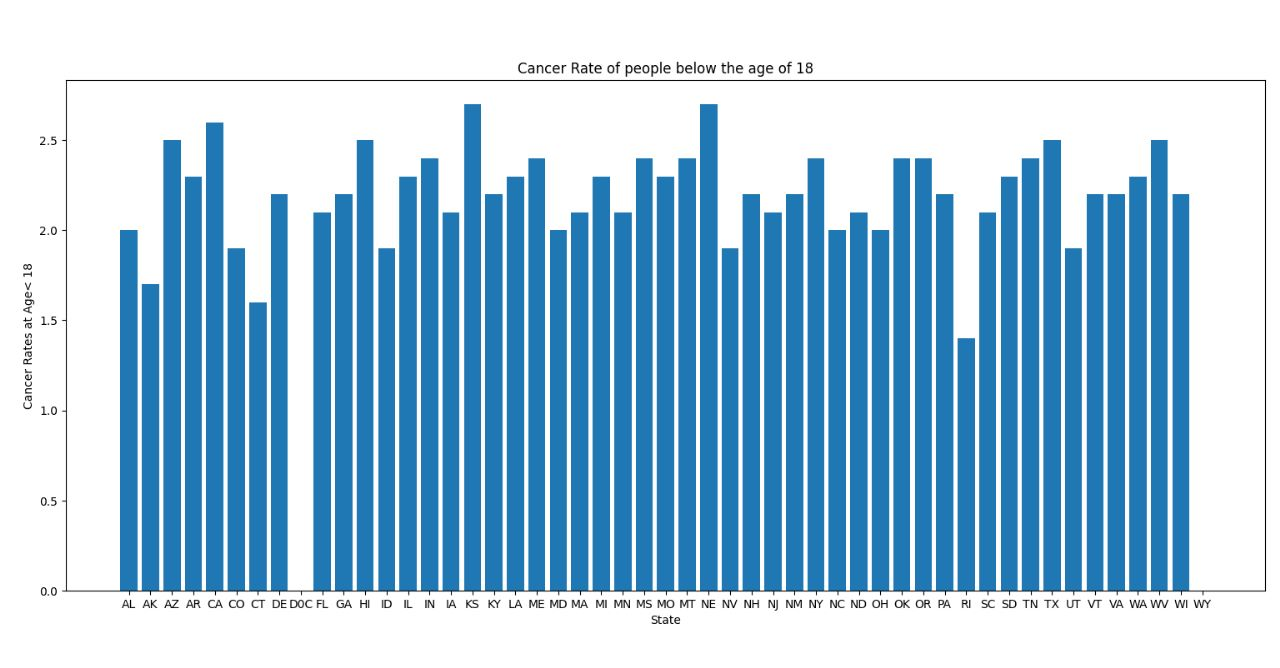 Cancer Rate of people below the age of 18
Cancer Rates at Age< 18
2.5
2.0
1.5
1.0
0.5
0.0
AL AK AZ AR CA CO CT DE D0C FL GA HI ID IL IN IA KS KY LA ME MD MA MI MN MS MO MT NE NV NH NJ NM NY NC ND OH OK OR PA RI SC SD TN TX UT VT VA WA WV WI WY
State